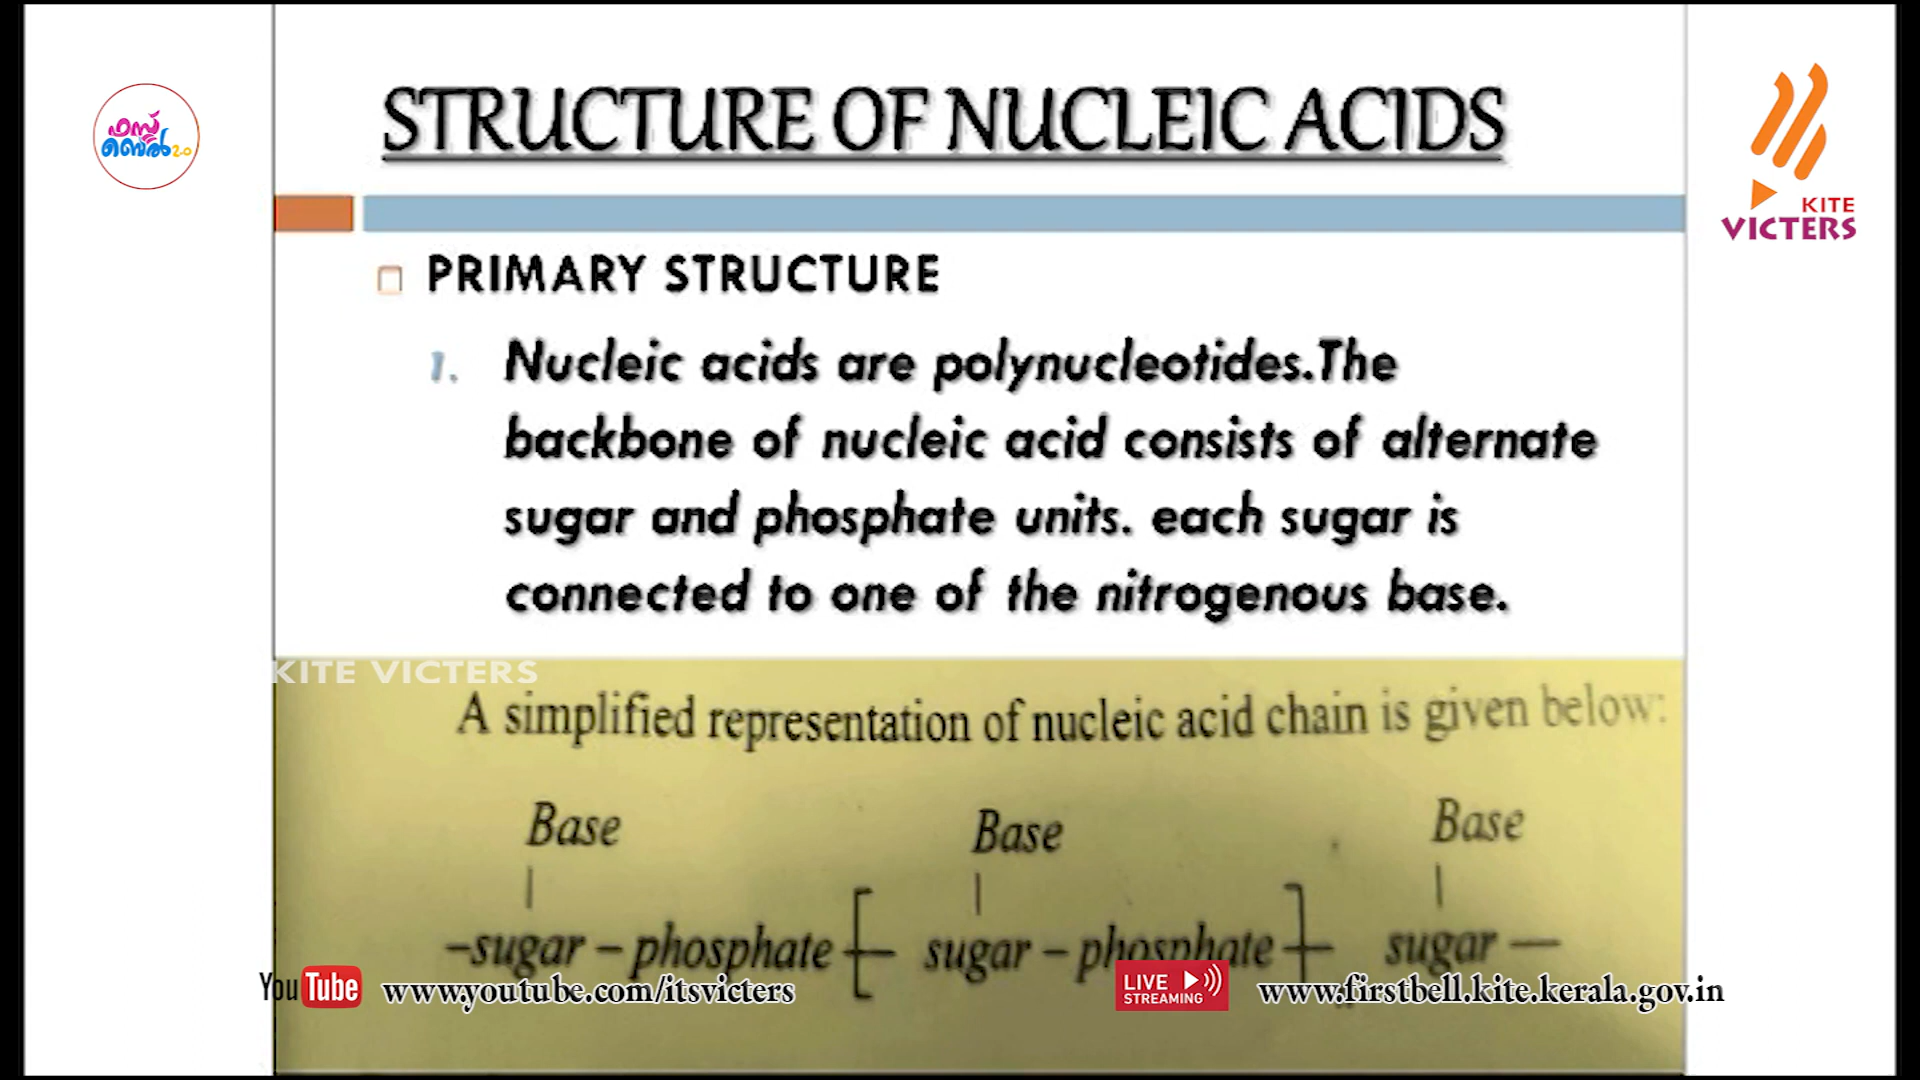 ഫസ്റ്റ്
ബെൽ 2.0
STRUCTURE OF NUCLEIC ACIDS
KITE
VICTERS
PRIMARY STRUCTURE
1. Nucleic acids are polynucleotides.The
backbone of nucleic acid consists of alternate
sugar and phosphate units. each sugar is
connected to one of the nitrogenous base.
KITE VICTERS
A simplified representation of nucleic acid chain is given below:
Base Base Base
–sugar – phosphate [ sugar – phosphate ] sugar —
YouTube www.youtube.com/itsvicters LIVE STREAMING www.firstbell.kite.kerala.gov.in